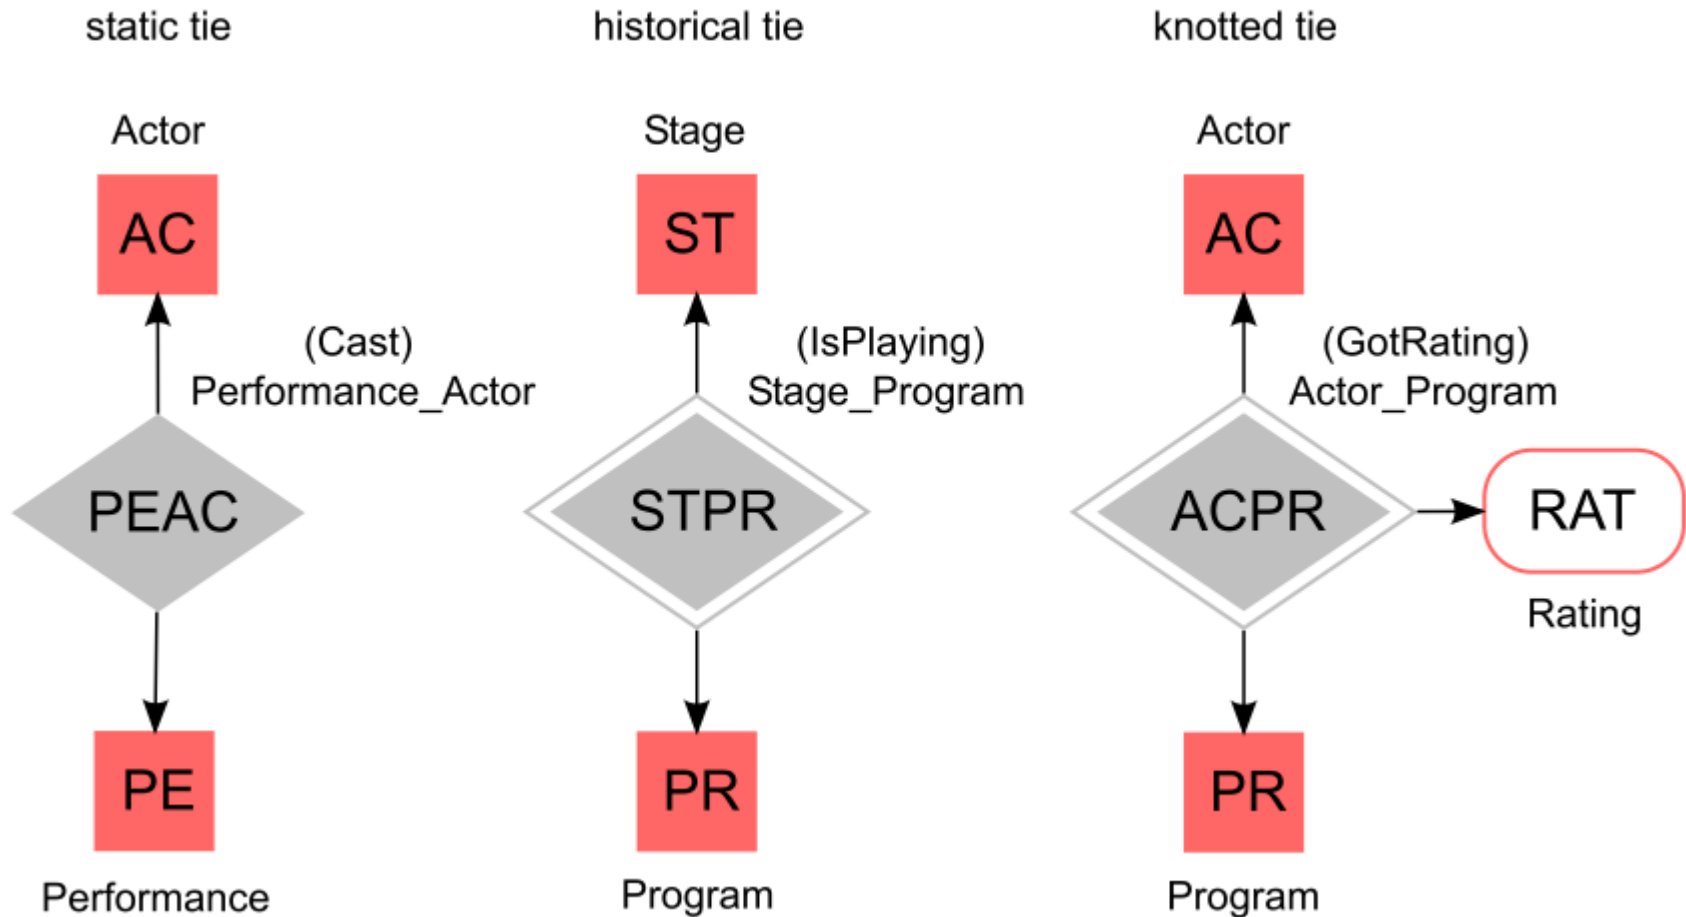 static tie
historical tie
knotted tie
Actor
Stage
Actor
AC
ST
AC
(Cast)
Performance_Actor
(IsPlaying)
Stage_Program
(GotRating)
Actor_Program
PEAC
STPR
ACPR
RAT
Rating
PE
PR
PR
Performance
Program
Program